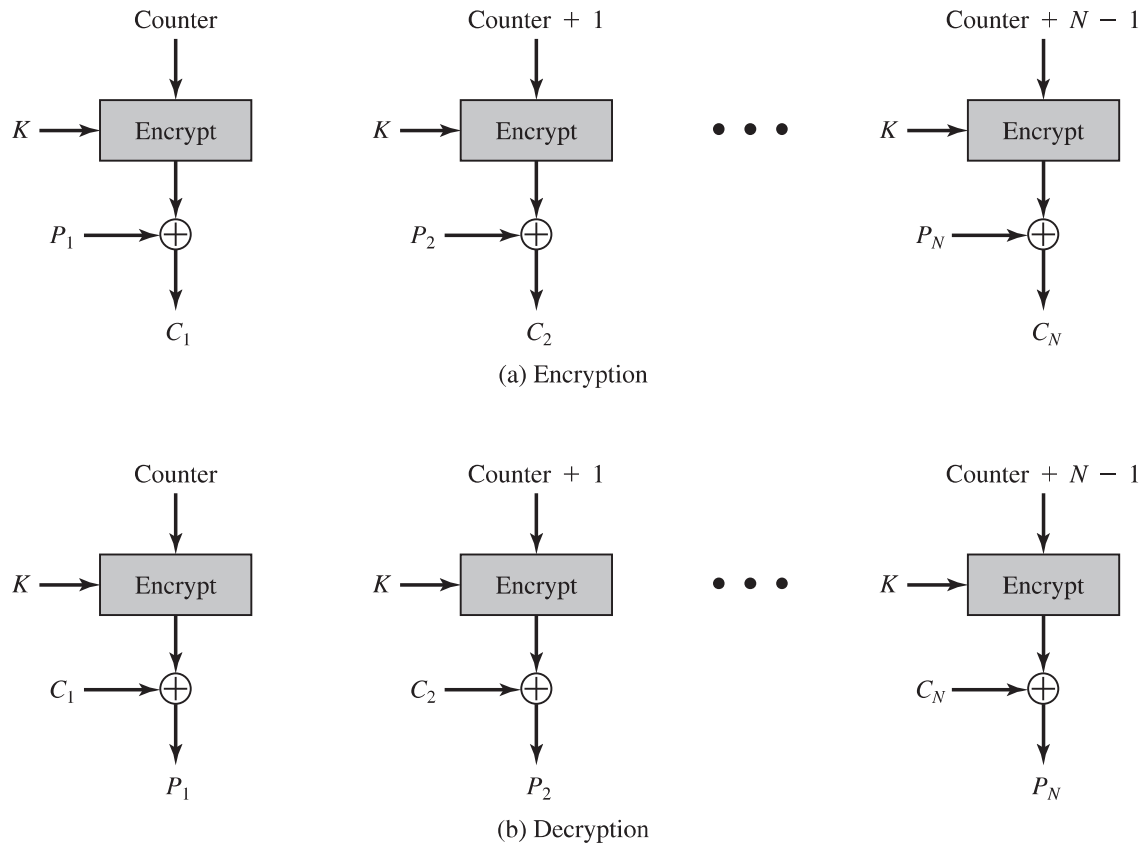 Counter Counter + 1 Counter + N − 1
K Encrypt K Encrypt K Encrypt
P1 P2 PN
C1 C2 CN
(a) Encryption
Counter Counter + 1 Counter + N − 1
K Encrypt K Encrypt K Encrypt
C1 C2 CN
P1 P2 PN
(b) Decryption